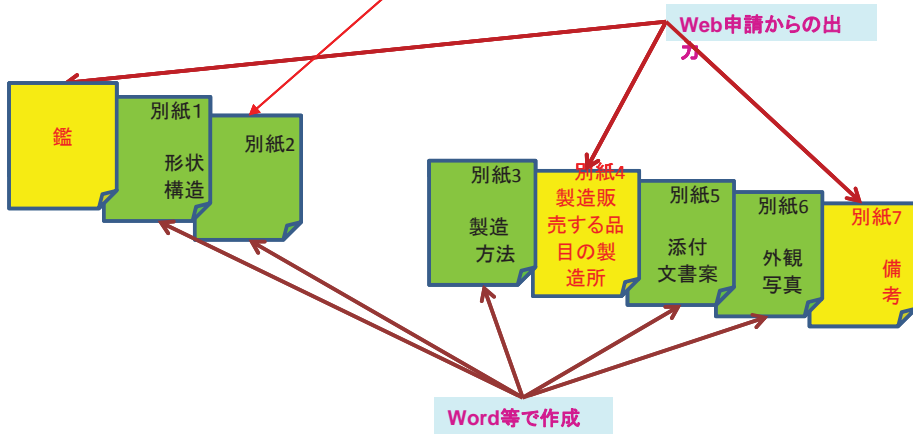 Web申請からの出
力
鑑
別紙1
形状
構造
別紙2
別紙3
製造
方法
別紙4
製造販
売する品
目の製
造所
別紙5
添付
文書案
別紙6
外観
写真
別紙7
備
考
Word等で作成